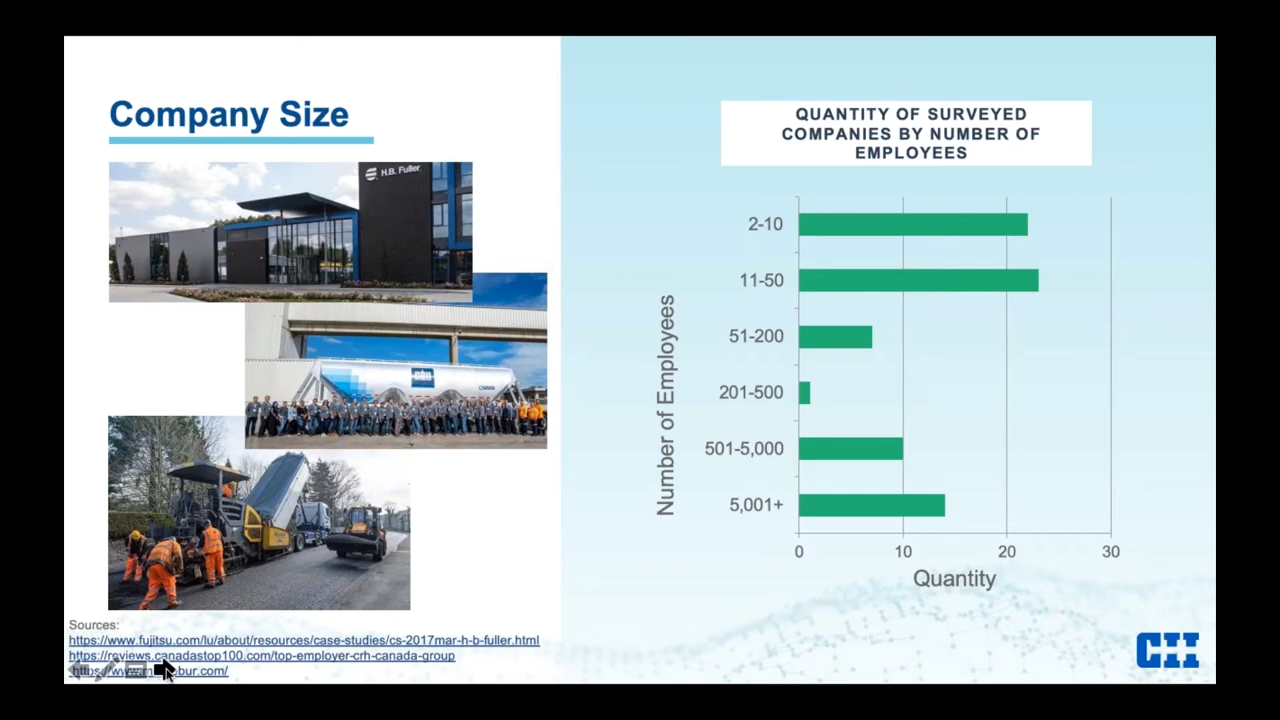 Company Size
H.B. Fuller
CRH
Sources:
https://www.fujitsu.com/lu/about/resources/case-studies/cs-2017mar-h-b-fuller.html
https://reviews.canadastop100.com/top-employer-crh-canada-group
QUANTITY OF SURVEYED
COMPANIES BY NUMBER OF
EMPLOYEES
Number of Employees
2-10
11-50
51-200
201-500
501-5,000
5,001+
0 10 20 30
Quantity